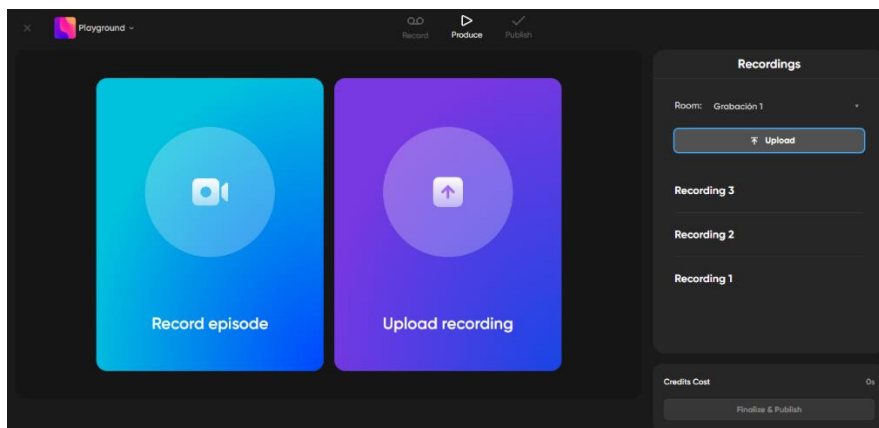 Playground
Record
Produce
Publish
Record episode
Upload recording
Recordings
Room: Grabación 1
Upload
Recording 3
Recording 2
Recording 1
Credits Cost 0s
Finalize & Publish